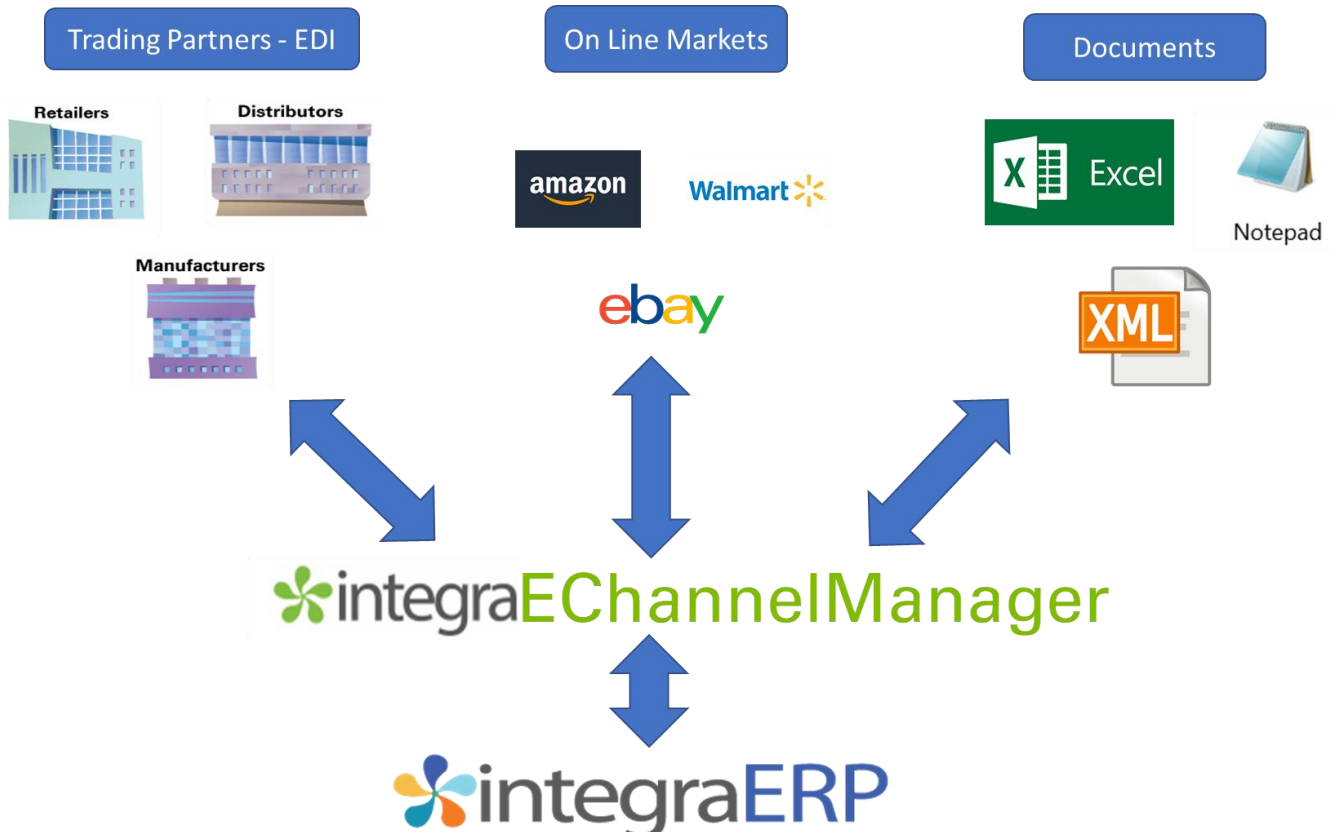 Trading Partners - EDI
On Line Markets
Documents
Retailers
Distributors
Manufacturers
amazon
Walmart
ebay
X
Excel
Notepad
XML
integraEChannelManager
integraERP